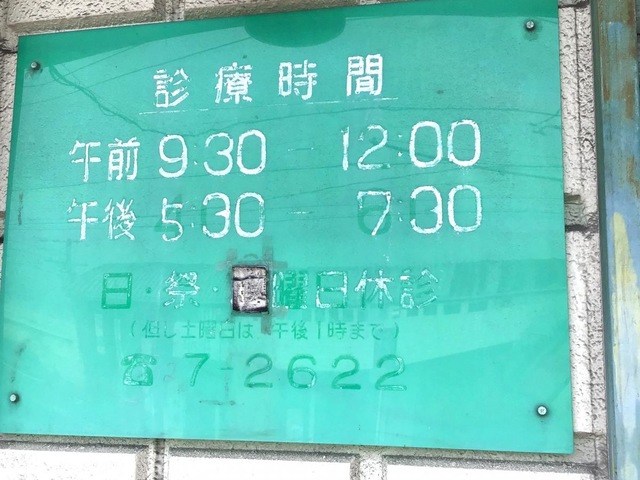 診療時間
午前 9:30 - 12:00
午後 5:30 - 7:30
日・祭・曜日休診
(但し土曜日は午後1時まで)
☎ 7-2622